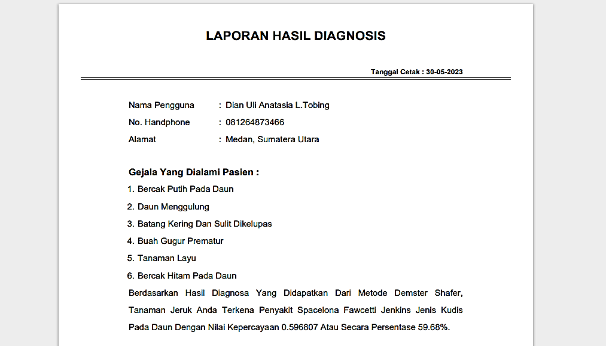 LAPORAN HASIL DIAGNOSIS
Tanggal Cetak : 30-05-2023
Nama Pengguna : Dian Uli Anatasia L.Tobing
No. Handphone : 081264873466
Alamat : Medan, Sumatera Utara
Gejala Yang Dialami Pasien :
1. Bercak Putih Pada Daun
2. Daun Menggulung
3. Batang Kering Dan Sulit Dikelupas
4. Buah Gugur Prematur
5. Tanaman Layu
6. Bercak Hitam Pada Daun
Berdasarkan Hasil Diagnosa Yang Didapatkan Dari Metode Demster Shafer,
Tanaman Jeruk Anda Terkena Penyakit Spacelona Fawcetti Jenkins Jenis Kudis
Pada Daun Dengan Nilai Kepercayaan 0.596807 Atau Secara Persentase 59.68%.